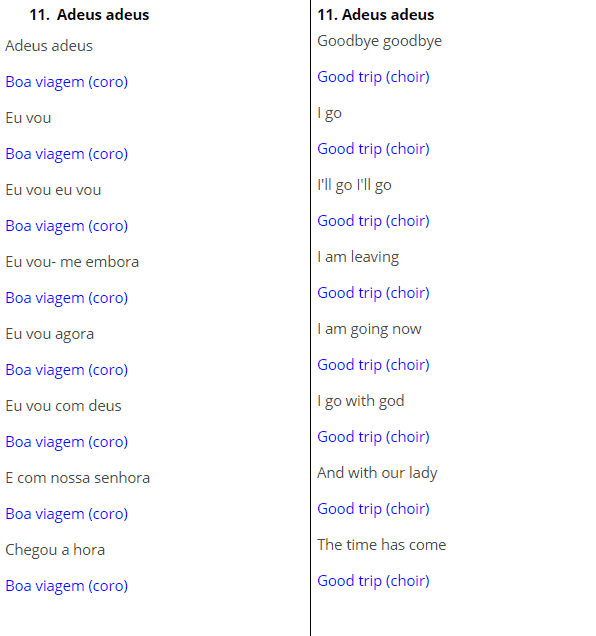 11. Adeus adeus
Adeus adeus
Boa viagem (coro)
Eu vou
Boa viagem (coro)
Eu vou eu vou
Boa viagem (coro)
Eu vou- me embora
Boa viagem (coro)
Eu vou agora
Boa viagem (coro)
Eu vou com deus
Boa viagem (coro)
E com nossa senhora
Boa viagem (coro)
Chegou a hora
Boa viagem (coro)
11. Adeus adeus
Goodbye goodbye
Good trip (choir)
I go
Good trip (choir)
I'll go I'll go
Good trip (choir)
I am leaving
Good trip (choir)
I am going now
Good trip (choir)
I go with god
Good trip (choir)
And with our lady
Good trip (choir)
The time has come
Good trip (choir)